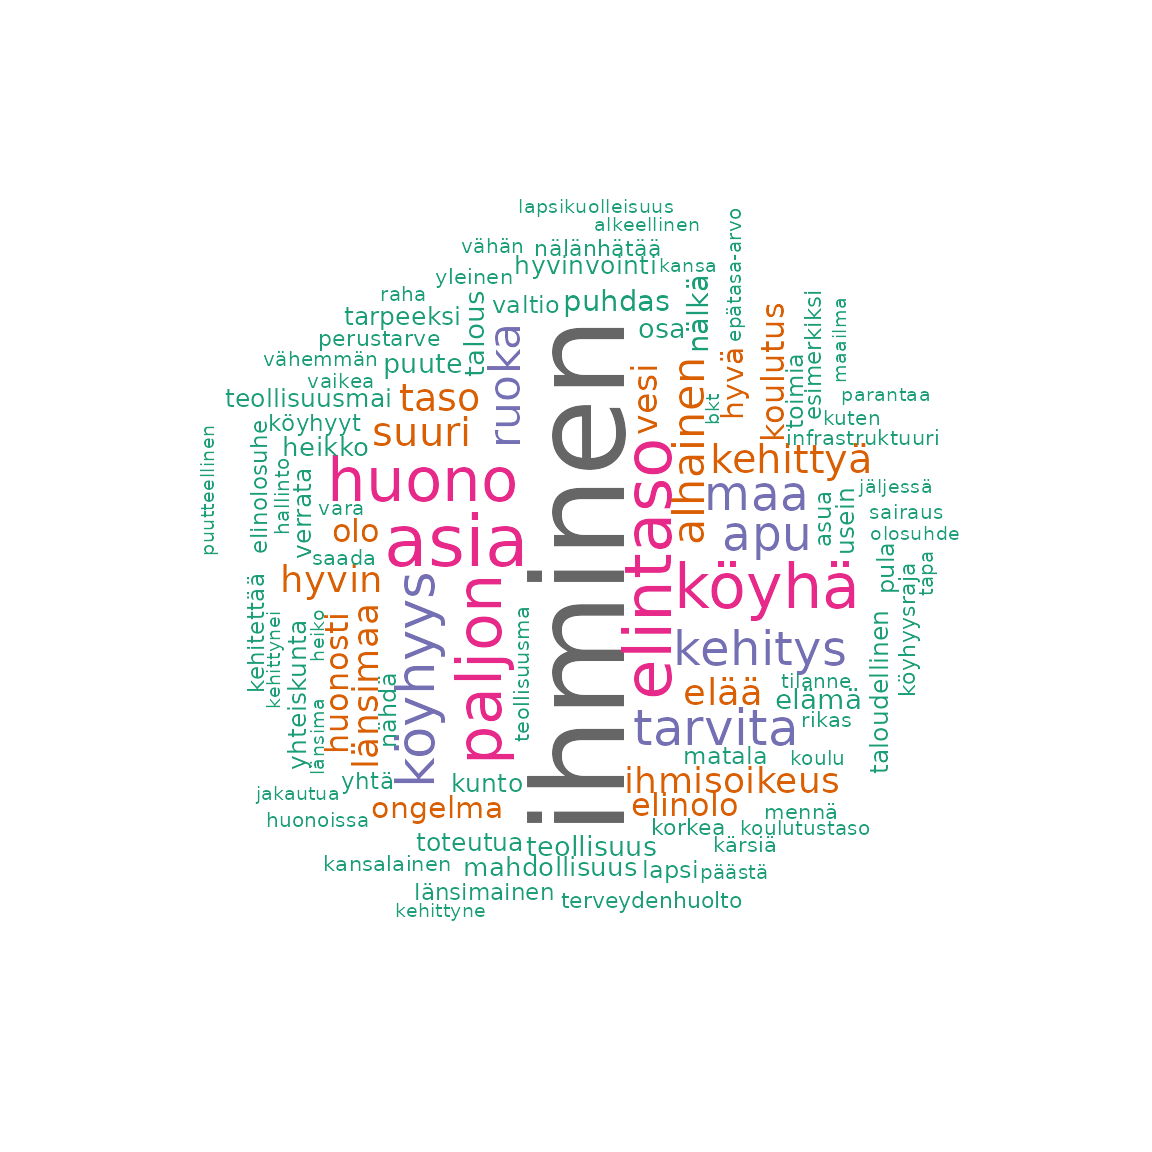 lapsikuolleisuus
alkeellinen
epätasa-arvo
vähän
nälänhätää
hyvinvointi
kansa
yleinen
raha
tarpeeksi
talous
valtio
puhdas
nälkä
osa
perustarve
vähemmän
puute
vaikea
ruoka
teollisuusmai
taso
ihminen
vesi
alhainen
bkt
hyvä
koulutus
toimia
esimerkiksi
maailma
parantaa
kuten
infrastruktuuri
köyhyyt
suuri
heikko
puutteellinen
elinolosuhe
hallinto
verrata
huono
elintaso
kehittyä
maa
jäljessä
vara
olo
asia
apu
asua
usein
sairaus
olosuhde
saada
hyvin
köyhä
pula
tapa
köyhyysraja
kehitettää
kehittynei
yhteiskunta
heiko
länsima
huonosti
länsimaa
nähdä
köyhyys
paljon
teollisuusma
kehitys
tilanne
elää
elämä
rikas
taloudellinen
tarvita
matala
koulu
yhtä
kunto
ihmisoikeus
jakautua
ongelma
elinolo
mennä
huonoissa
korkea
koulutustaso
toteutua
teollisuus
kärsiä
kansalainen
mahdollisuus
lapsi
päästä
länsimainen
terveydenhuolto
kehittyne